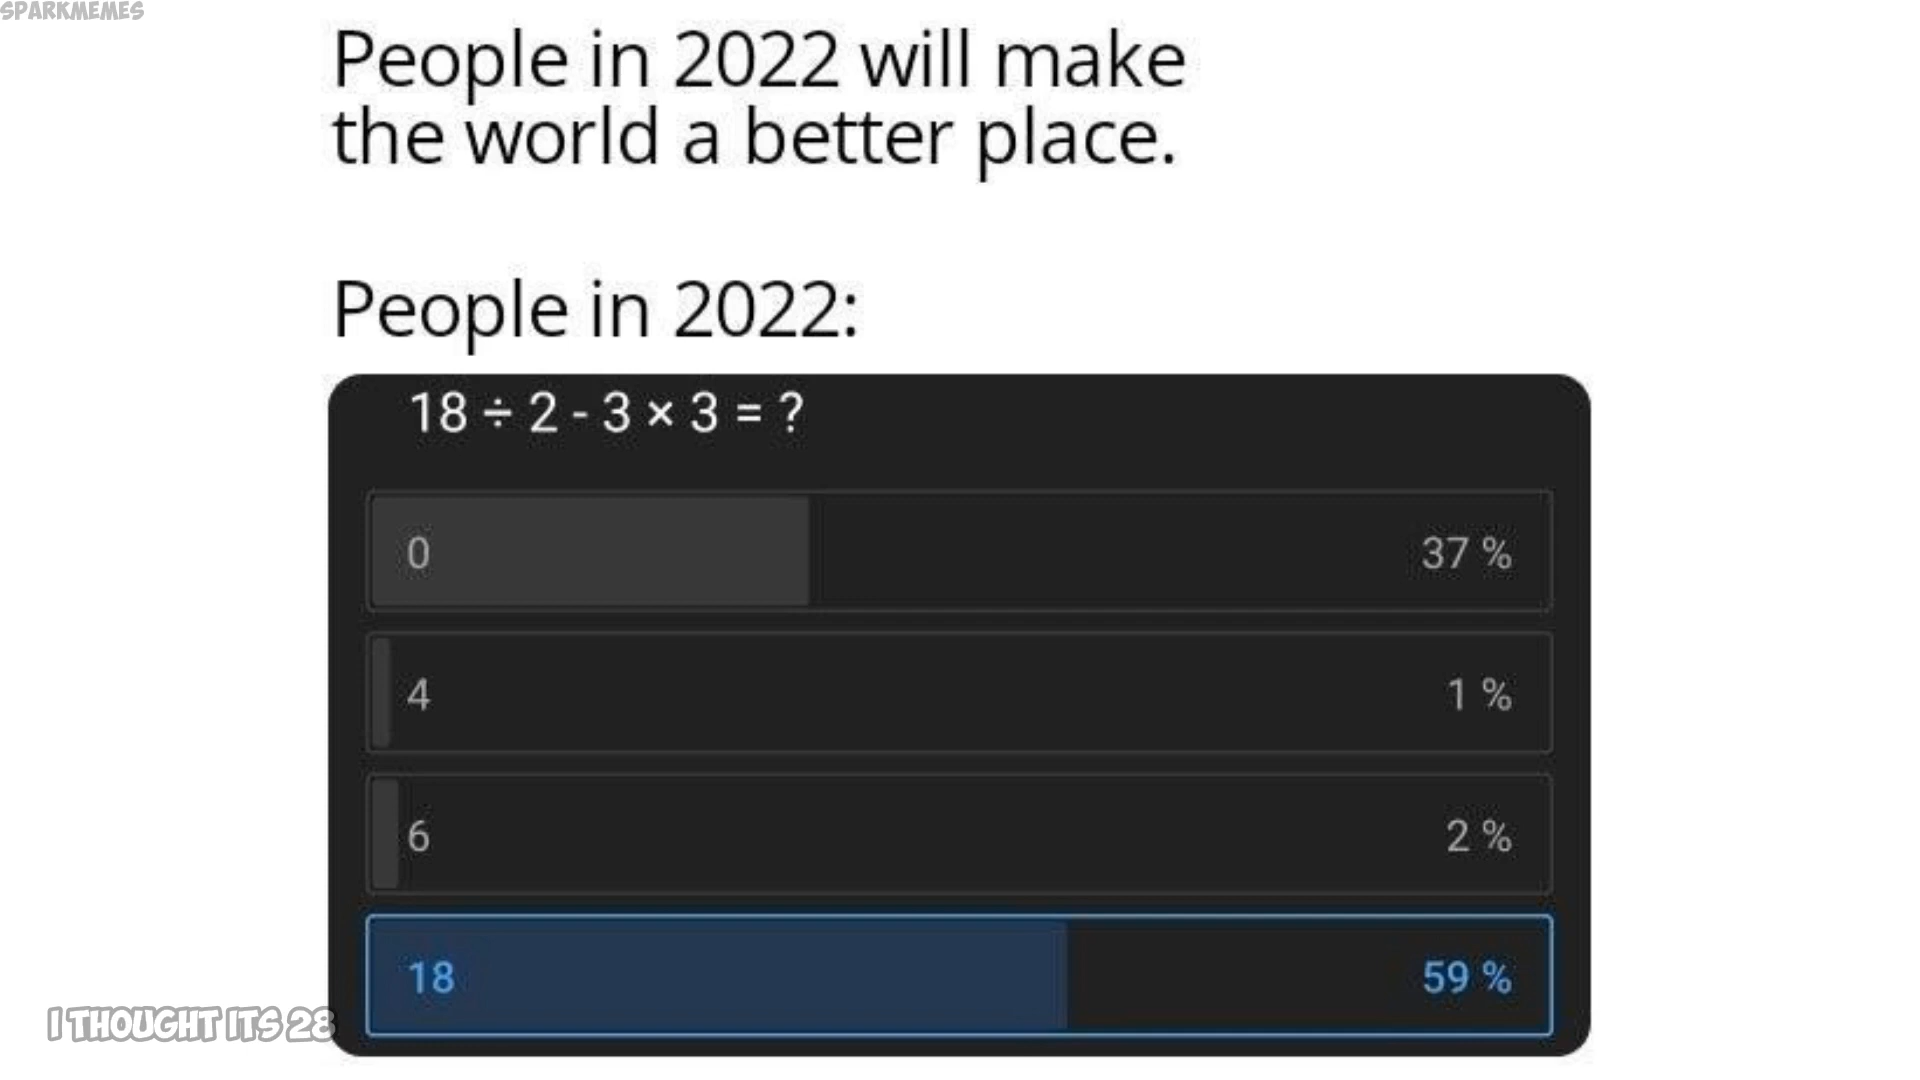 SPARKMEMES
People in 2022 will make
the world a better place.
People in 2022:
18 ÷ 2 - 3 × 3 = ?
0 37 %
4 1 %
6 2 %
18 59 %
I THOUGHT ITS 28